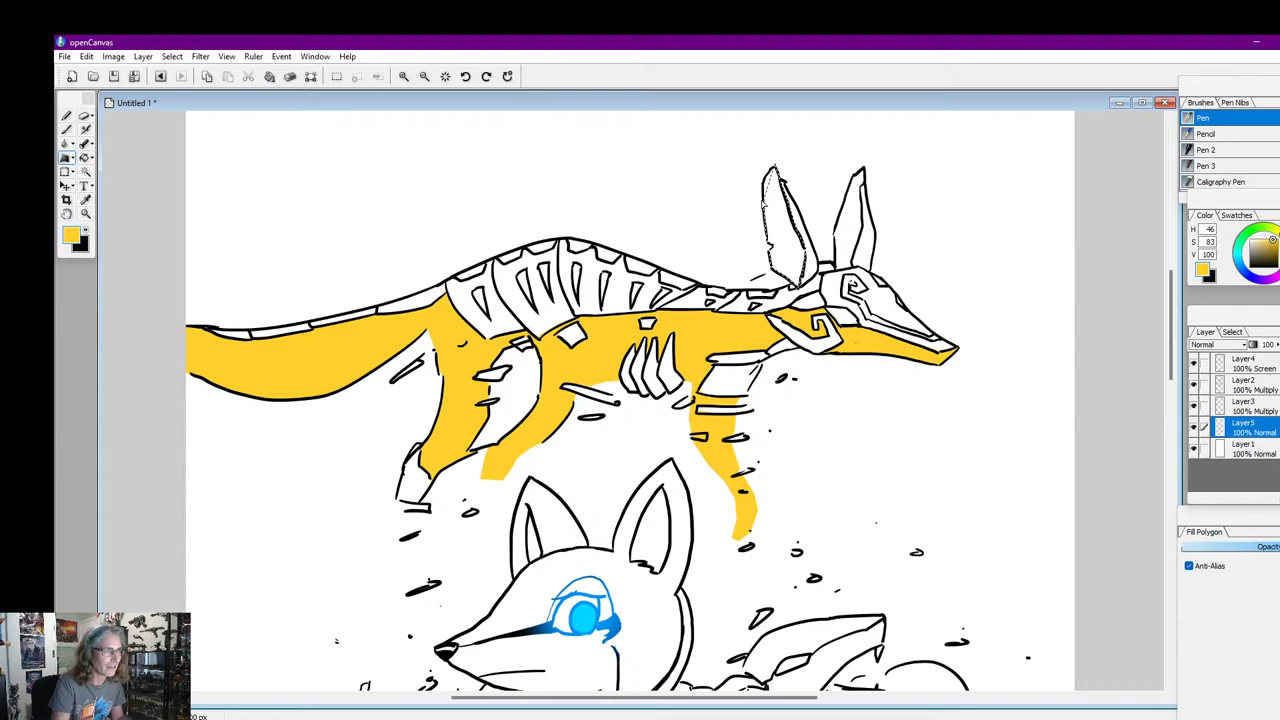 openCanvas
File Edit Image Layer Select Filter View Ruler Event Window Help
Untitled 1 *
Brushes Pen Nibs
Pen
Pencil
Pen 2
Pen 3
Caligraphy Pen
Color Swatches
H 46
S 83
V 100
Layer Select
Normal 100
Layer4
100% Screen
Layer2
100% Multiply
Layer3
100% Multiply
Layer5
100% Normal
Layer1
100% Normal
Fill Polygon
Opacity
Anti-Alias
px